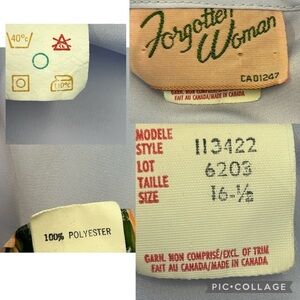 40°c
110°C
Forgotten
Woman
CA01247
GARN. NON COMPRISE/EXCL. OF TRIM
FAIT AU CANADA/MADE IN CANADA
100% POLYESTER
MODELE
STYLE 113422
LOT 6203
TAILLE
SIZE 16-½
GARN. NON COMPRISE/EXCL. OF TRIM
FAIT AU CANADA/MADE IN CANADA
PIC•COLLAGE